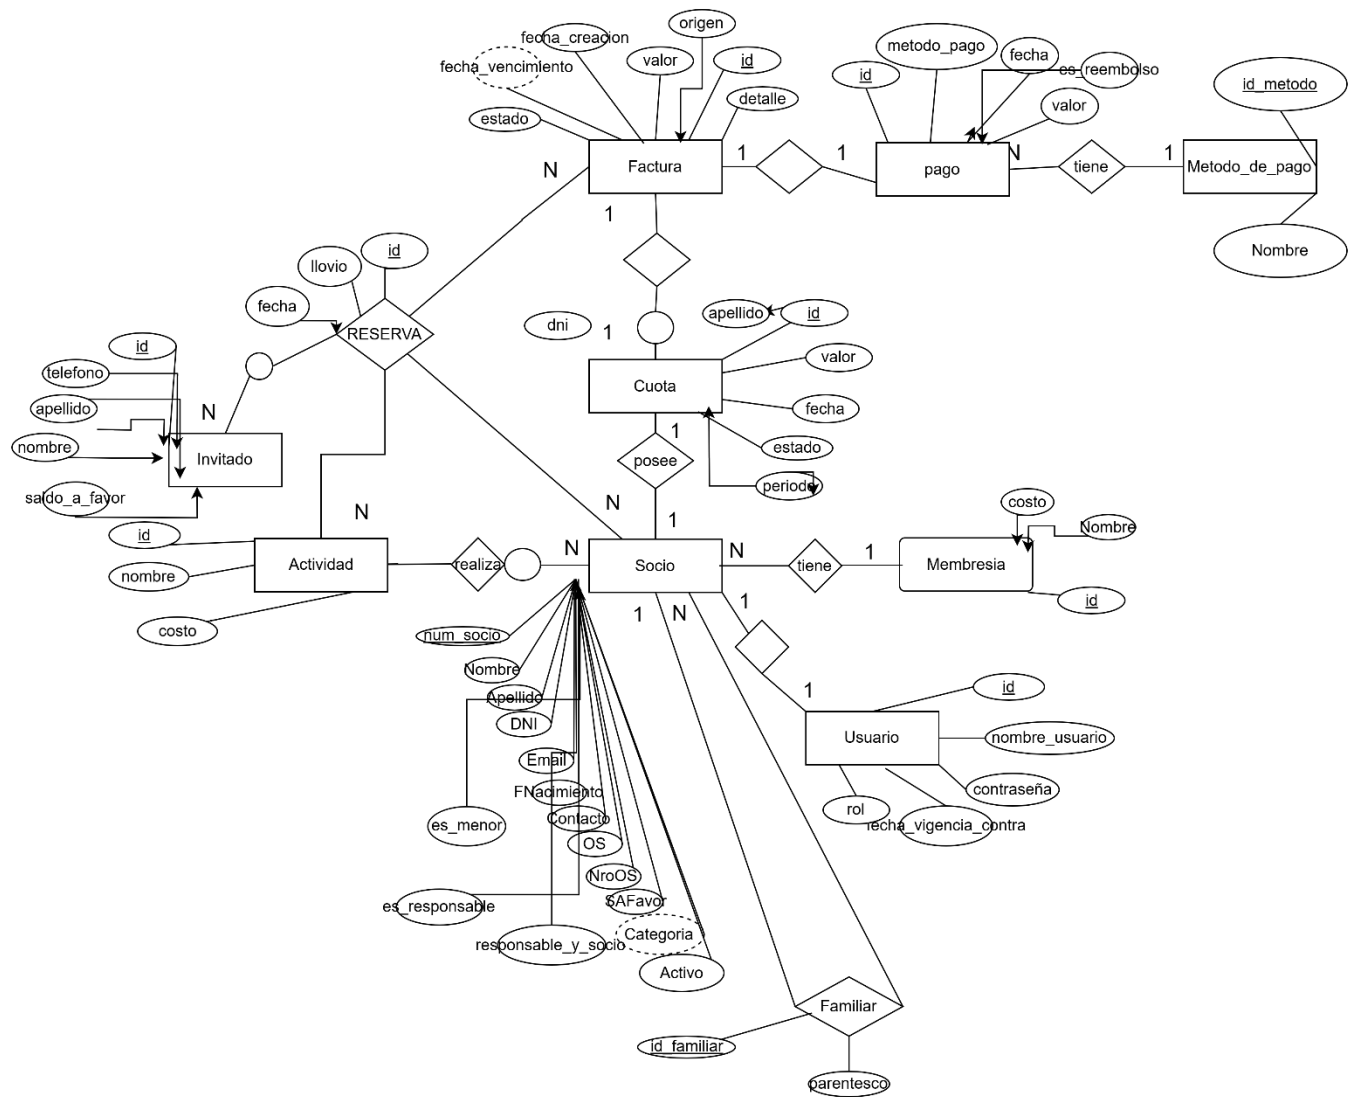 origen
fecha_creacion
metodo_pago
fecha
fecha_vencimiento
valor
id
id
es_reembolso
id_metodo
detalle
valor
estado
1
1
N
1
N
Factura
pago
tiene
Metodo_de_pago
1
id
Nombre
llovio
fecha
apellido
id
dni
1
RESERVA
id
valor
telefono
Cuota
apellido
N
fecha
1
nombre
estado
Invitado
posee
periodo
saldo_a_favor
N
costo
N
1
Nombre
id
N
N
1
Actividad
realiza
Socio
tiene
Membresia
nombre
id
1
N
1
costo
num_socio
Nombre
1
id
Apellido
DNI
Usuario
nombre_usuario
Email
FNacimiento
contraseña
rol
Contacto
es_menor
fecha_vigencia_contra
OS
NroOS
SAFavor
es_responsable
Categoria
responsable_y_socio
Activo
Familiar
id_familiar
parentesco